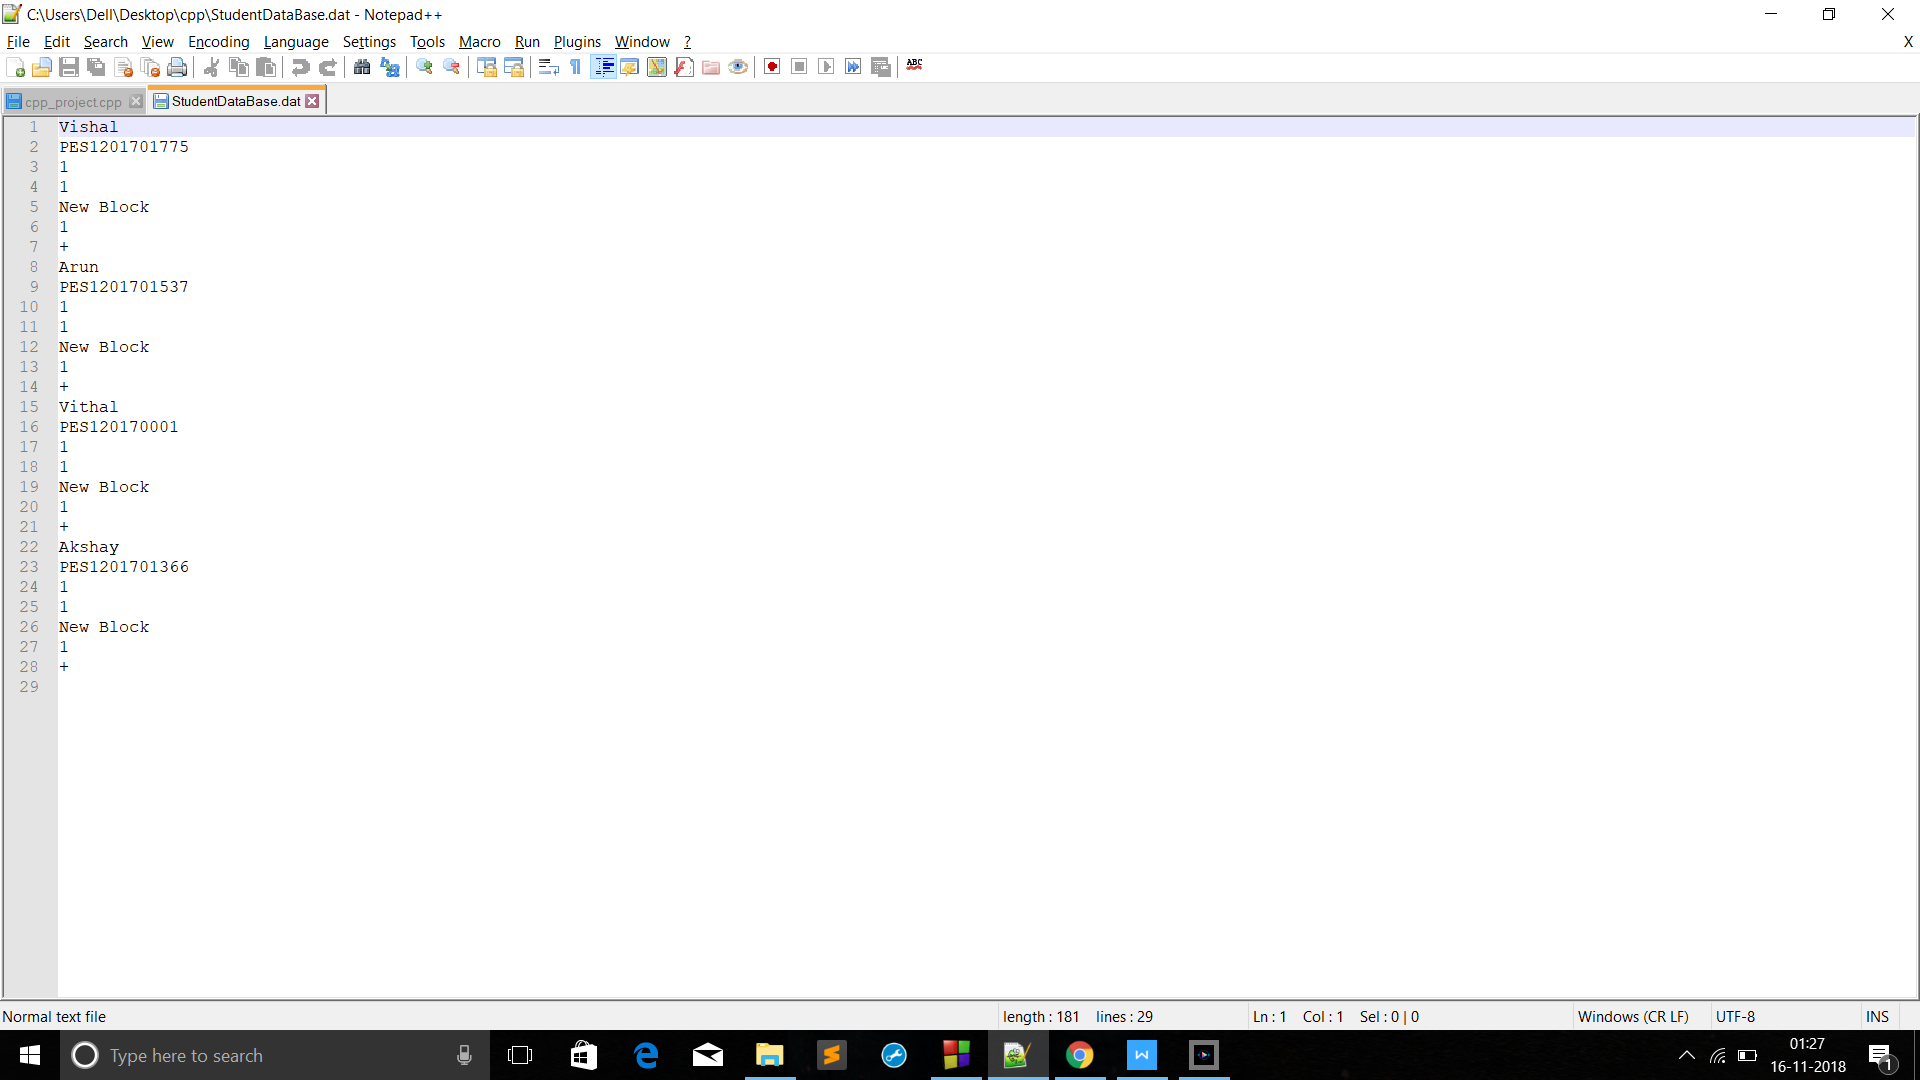 C:\Users\Dell\Desktop\cpp\StudentDataBase.dat - Notepad++
File Edit Search View Encoding Language Settings Tools Macro Run Plugins Window ? X
ABC
cpp_project.cpp StudentDataBase.dat
1 Vishal
2 PES1201701775
3 1
4 1
5 New Block
6 1
7 +
8 Arun
9 PES1201701537
10 1
11 1
12 New Block
13 1
14 +
15 Vithal
16 PES120170001
17 1
18 1
19 New Block
20 1
21 +
22 Akshay
23 PES1201701366
24 1
25 1
26 New Block
27 1
28 +
29
Normal text file length : 181 lines : 29 Ln : 1 Col : 1 Sel : 0 | 0 Windows (CR LF) UTF-8 INS
Type here to search
01:27
16-11-2018
1